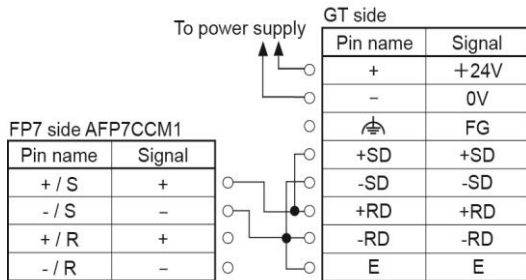 GT side
To power supply
Pin name Signal
+ +24V
- 0V
FG
FP7 side AFP7CCM1
+SD +SD
Pin name Signal
-SD -SD
+ / S +
+RD +RD
- / S -
-RD -RD
+ / R +
E E
- / R -